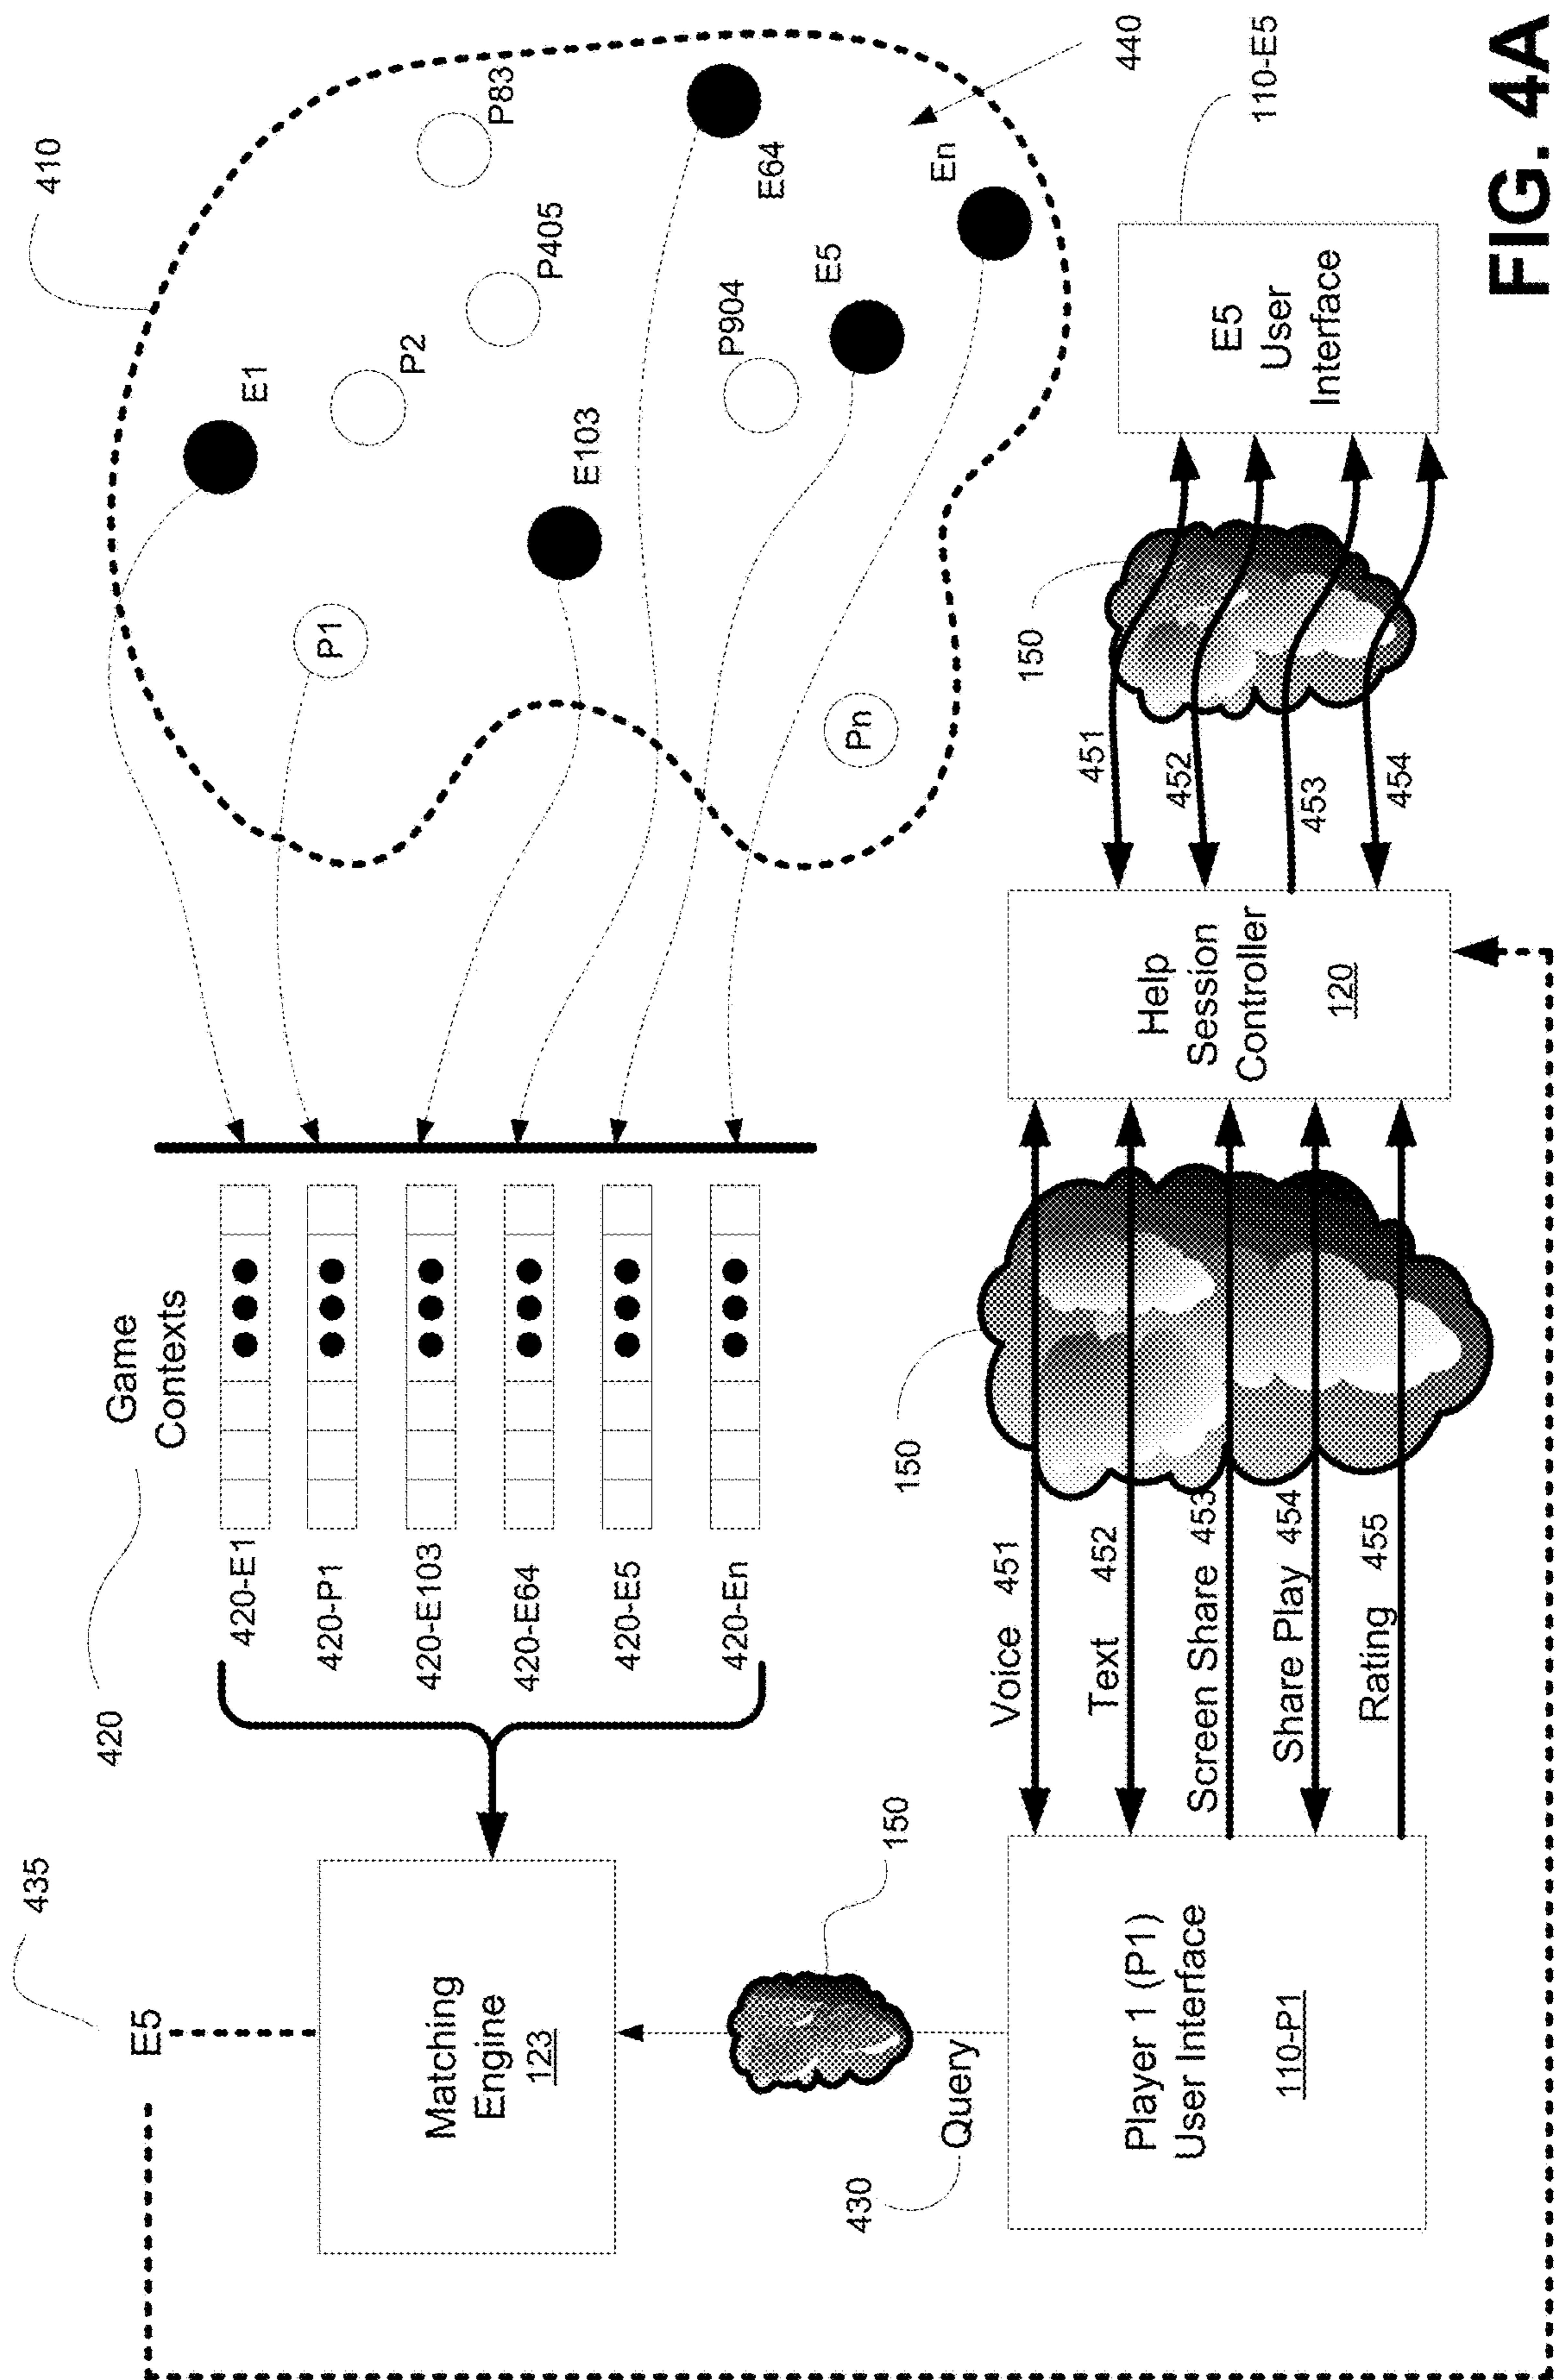 435
E5
Matching
Engine
123
420
Game
Contexts
420-E1
420-P1
420-E103
420-E64
420-E5
420-En
410
E1
P1
P2
P83
P405
E103
E64
P904
E5
En
Pn
440
430
Query
150
Player 1 (P1)
User Interface
110-P1
Voice 451
Text 452
Screen Share 453
Share Play 454
Rating 455
150
Help
Session
Controller
120
451
452
453
454
150
E5
User
Interface
110-E5
FIG. 4A